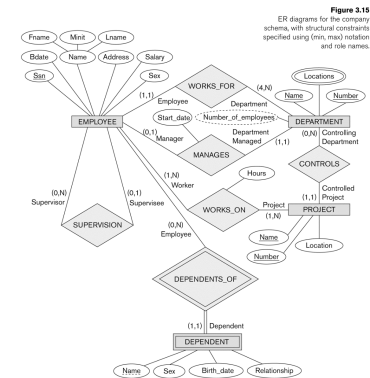 Figure 3.15
ER diagrams for the company
schema, with structural constraints
specified using (min, max) notation
and role names.
Fname Minit Lname
Bdate Name Address Salary
Ssn Sex
WORKS_FOR
Locations
Name Number
(1,1) (4,N)
Employee Department
Start_date Number_of_employees
EMPLOYEE DEPARTMENT
(0,1) Department (0,N) Controlling
Manager Managed Department
(1,1)
MANAGES CONTROLS
(1,N)
Worker Hours
(0,N) (0,1) Controlled
Supervisor Supervisee Project
WORKS_ON Project (1,1)
(1,N) PROJECT
SUPERVISION
(0,N)
Employee
Name Location
Number
DEPENDENTS_OF
(1,1) Dependent
DEPENDENT
Name Sex Birth_date Relationship